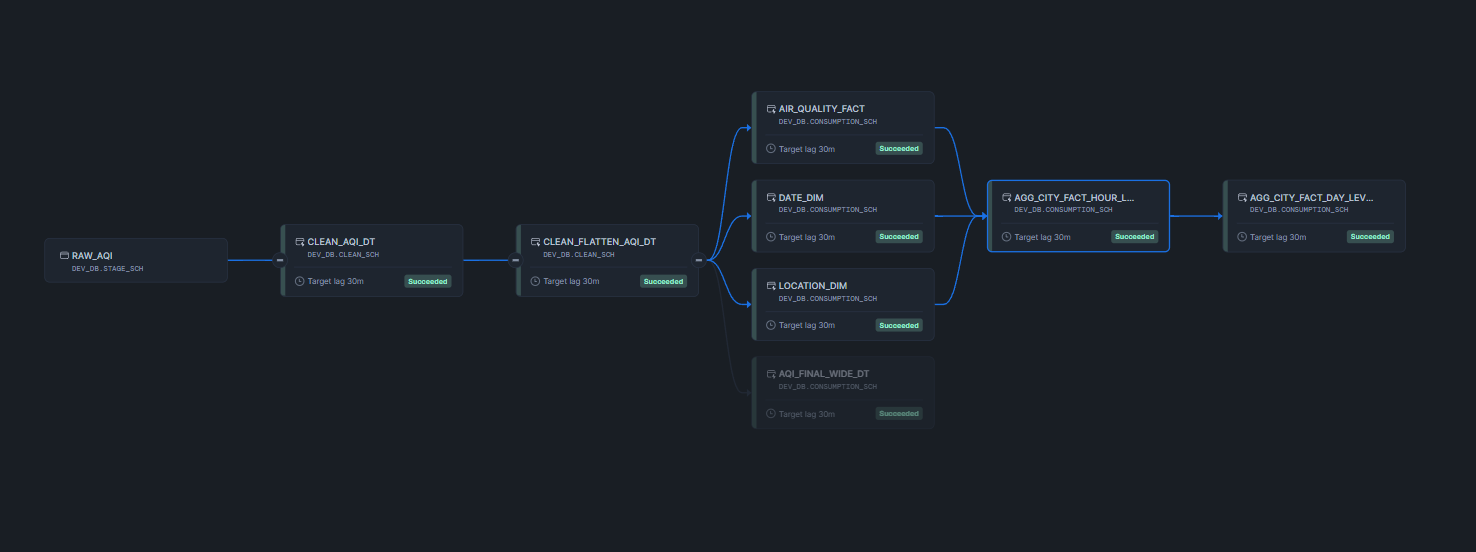 RAW_AQI
DEV_DB.STAGE_SCH
CLEAN_AQI_DT
DEV_DB.CLEAN_SCH
Target lag 30m
Succeeded
CLEAN_FLATTEN_AQI_DT
DEV_DB.CLEAN_SCH
Target lag 30m
Succeeded
AIR_QUALITY_FACT
DEV_DB.CONSUMPTION_SCH
Target lag 30m
Succeeded
DATE_DIM
DEV_DB.CONSUMPTION_SCH
Target lag 30m
Succeeded
LOCATION_DIM
DEV_DB.CONSUMPTION_SCH
Target lag 30m
Succeeded
AQI_FINAL_WIDE_DT
DEV_DB.CONSUMPTION_SCH
Target lag 30m
Succeeded
AGG_CITY_FACT_HOUR_L...
DEV_DB.CONSUMPTION_SCH
Target lag 30m
Succeeded
AGG_CITY_FACT_DAY_LEV...
DEV_DB.CONSUMPTION_SCH
Target lag 30m
Succeeded